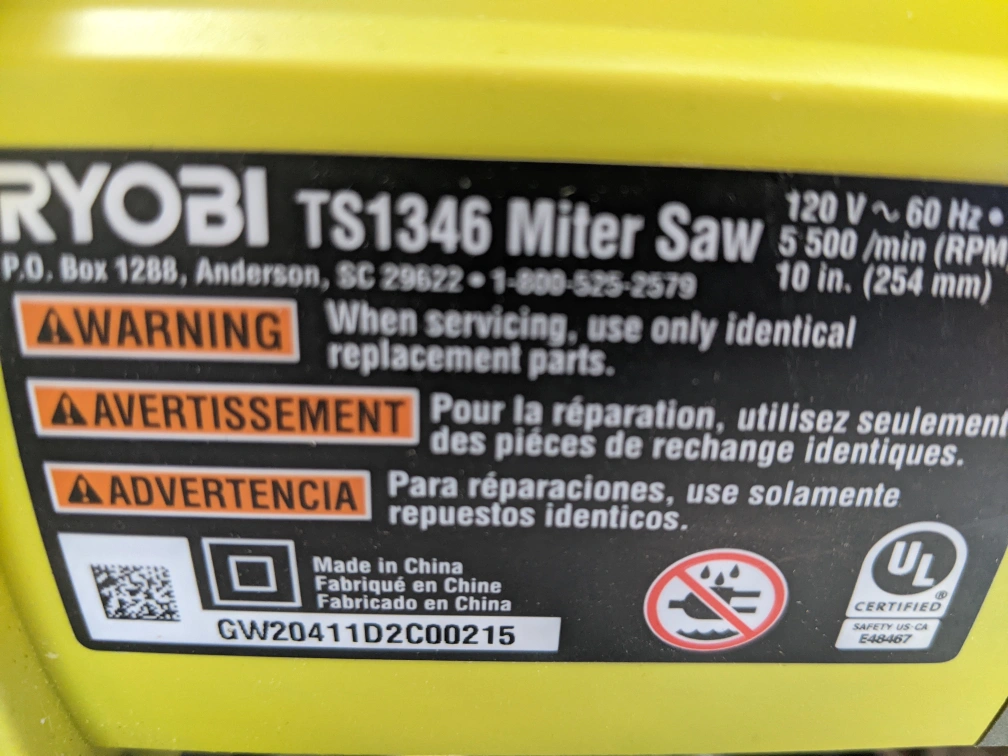 RYOBI TS1346 Miter Saw
120 V ~ 60 Hz •
5 500 /min (RPM)
10 in. (254 mm)
P.O. Box 1288, Anderson, SC 29622 • 1-800-525-2579
WARNING
When servicing, use only identical
replacement parts.
AVERTISSEMENT
Pour la réparation, utilisez seulement
des piéces de rechange identiques.
ADVERTENCIA
Para réparaciones, use solamente
repuestos identicos.
Made in China
Fabriqué en Chine
Fabricado en China
GW20411D2C00215
UL
CERTIFIED
SAFETY US-CA
E48467